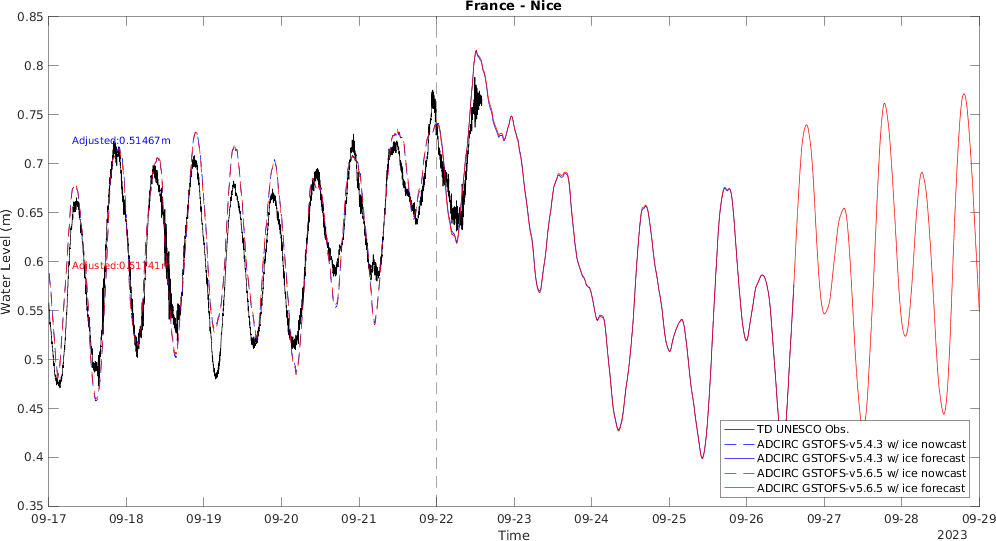 France - Nice
Water Level (m)
0.85
0.8
0.75
0.7
0.65
0.6
0.55
0.5
0.45
0.4
0.35
Adjusted:0.51467m
Adjusted:0.51741m
TD UNESCO Obs.
ADCIRC GSTOFS-v5.4.3 w/ ice nowcast
ADCIRC GSTOFS-v5.4.3 w/ ice forecast
ADCIRC GSTOFS-v5.6.5 w/ ice nowcast
ADCIRC GSTOFS-v5.6.5 w/ ice forecast
09-17 09-18 09-19 09-20 09-21 09-22 09-23 09-24 09-25 09-26 09-27 09-28 09-29
Time
2023